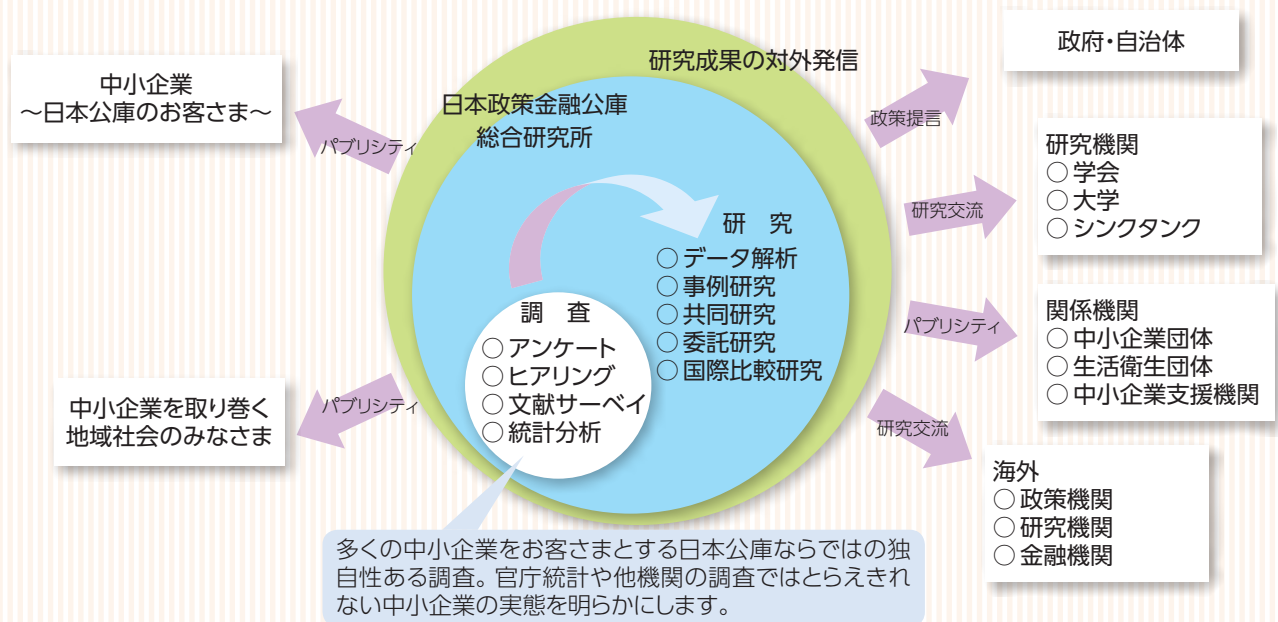 研究成果の対外発信
日本政策金融公庫
総合研究所
研　究
○ データ解析
○ 事例研究
○ 共同研究
○ 委託研究
○ 国際比較研究
調　査
○ アンケート
○ ヒアリング
○ 文献サーベイ
○ 統計分析
多くの中小企業をお客さまとする日本公庫ならではの独
自性ある調査。官庁統計や他機関の調査ではとらえきれ
ない中小企業の実態を明らかにします。
パブリシティ
中小企業
～日本公庫のお客さま～
パブリシティ
中小企業を取り巻く
地域社会のみなさま
政策提言
政府・自治体
研究交流
研究機関
○ 学会
○ 大学
○ シンクタンク
パブリシティ
関係機関
○ 中小企業団体
○ 生活衛生団体
○ 中小企業支援機関
研究交流
海外
○ 政策機関
○ 研究機関
○ 金融機関